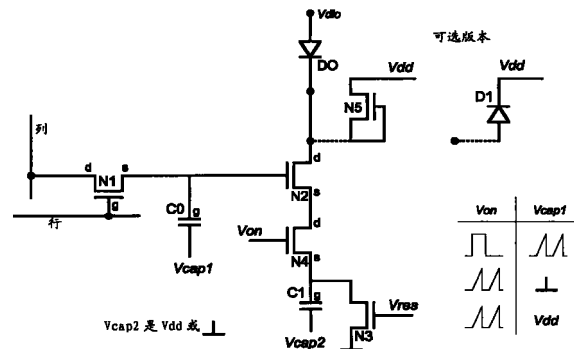 Vdlo
DO
可选版本
Vdd
N5
Vdd
D1
列
d
N1
s
g
行
C0
g
Vcap1
d
N2
s
Von
d
N4
s
C1
g
Vcap2
N3
Vres
Vcap2 是 Vdd 或
Von
Vcap1
Vdd